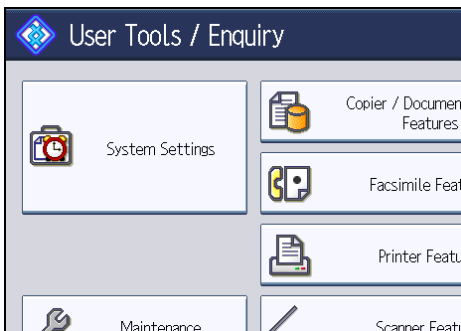 User Tools / Enquiry
System Settings
Copier / Documen
Features
Facsimile Feat
Printer Featu
Maintenance
Scanner Featu